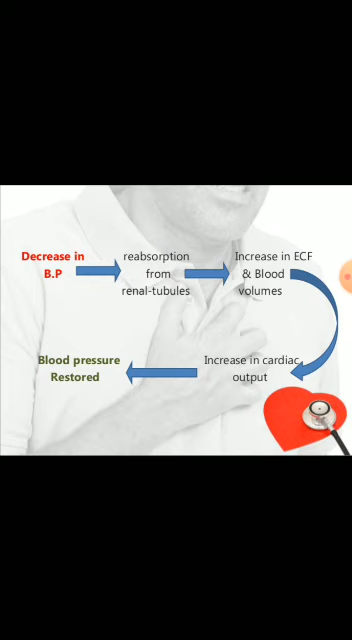 Decrease in
B.P
reabsorption
from
renal-tubules
Increase in ECF
& Blood
volumes
Increase in cardiac
output
Blood pressure
Restored